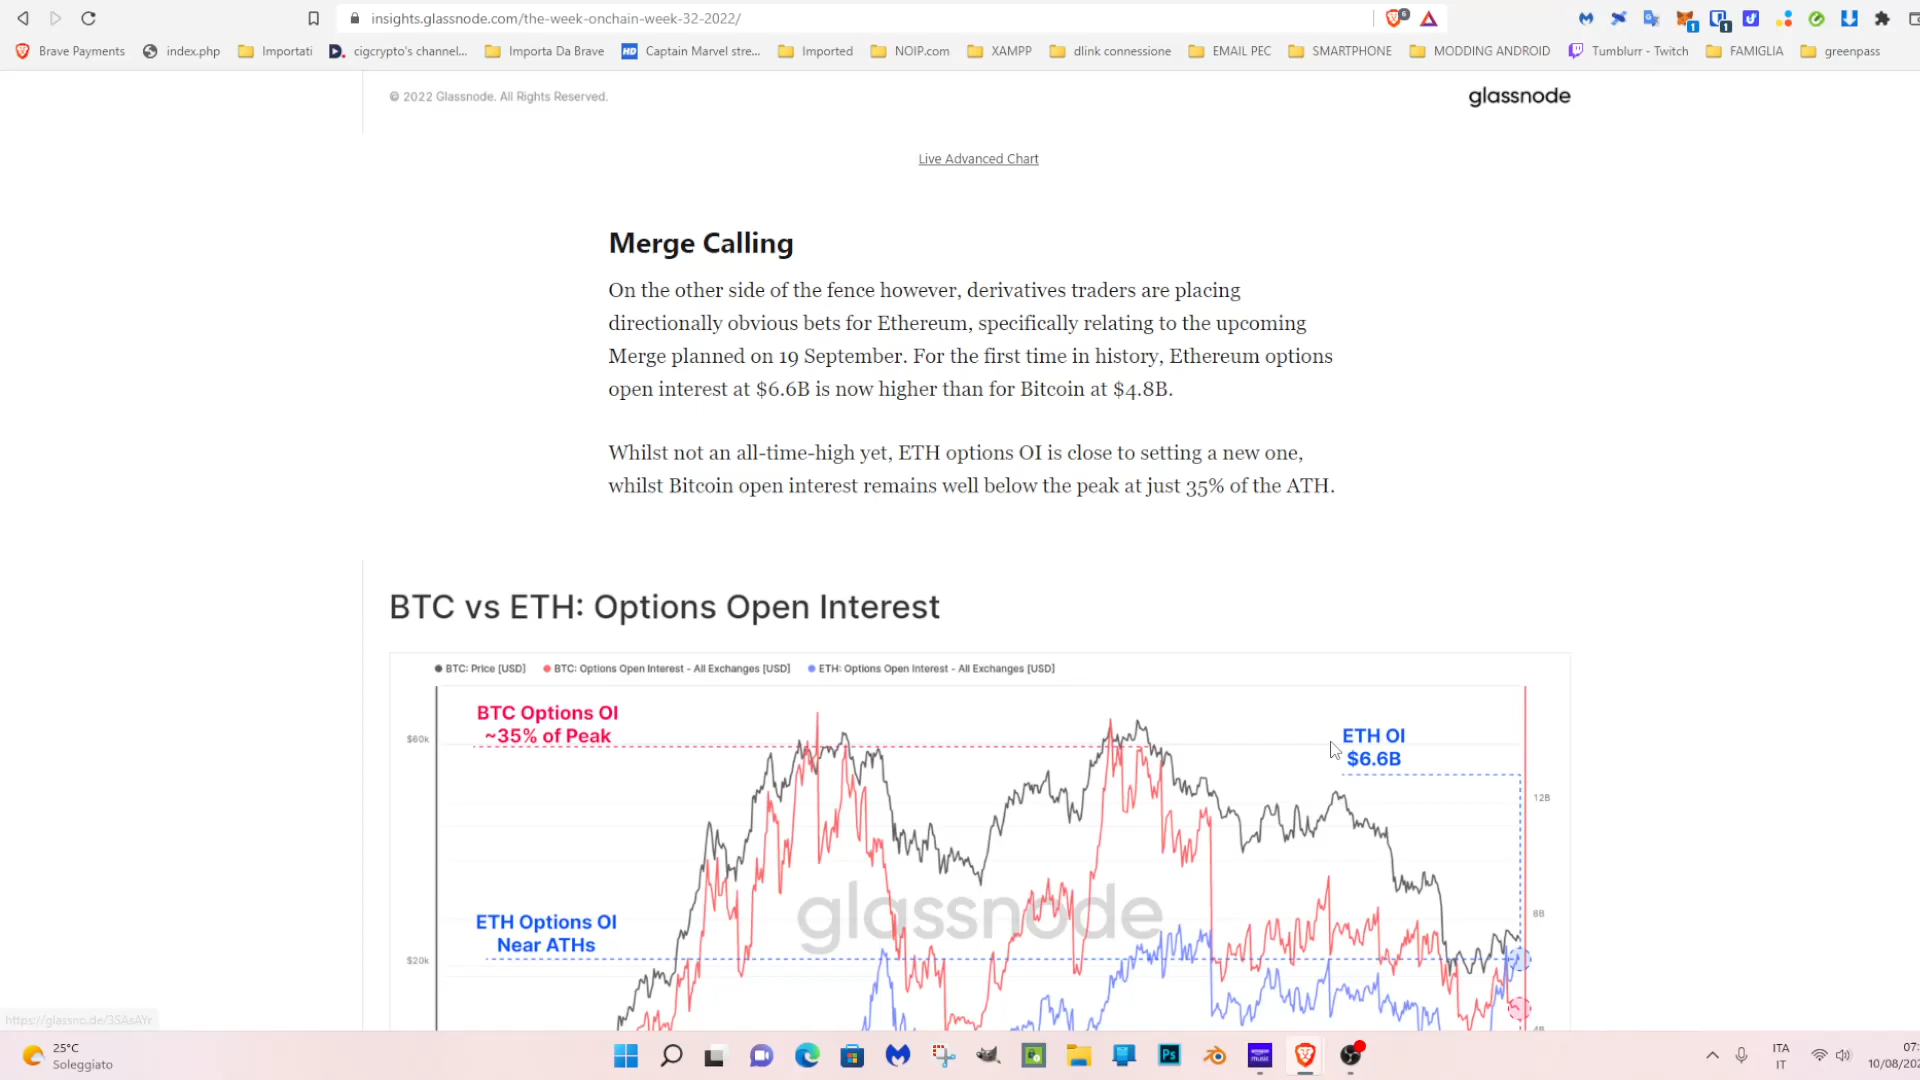 insights.glassnode.com/the-week-onchain-week-32-2022/
Brave Payments index.php Importati cigcrypto's channel... Importa Da Brave Captain Marvel stre... Imported NOIP.com XAMPP dlink connessione EMAIL PEC SMARTPHONE MODDING ANDROID Tumblurr - Twitch FAMIGLIA greenpass
© 2022 Glassnode. All Rights Reserved. glassnode
Live Advanced Chart
Merge Calling
On the other side of the fence however, derivatives traders are placing
directionally obvious bets for Ethereum, specifically relating to the upcoming
Merge planned on 19 September. For the first time in history, Ethereum options
open interest at $6.6B is now higher than for Bitcoin at $4.8B.
Whilst not an all-time-high yet, ETH options OI is close to setting a new one,
whilst Bitcoin open interest remains well below the peak at just 35% of the ATH.
BTC vs ETH: Options Open Interest
BTC: Price [USD] BTC: Options Open Interest - All Exchanges [USD] ETH: Options Open Interest - All Exchanges [USD]
BTC Options OI
~35% of Peak
ETH OI
$6.6B
$60k
12B
glassnode
8B
ETH Options OI
Near ATHs
$20k
4B
https://glassno.de/3SAsAYr
25°C
Soleggiato
ITA
IT
07:
10/08/202